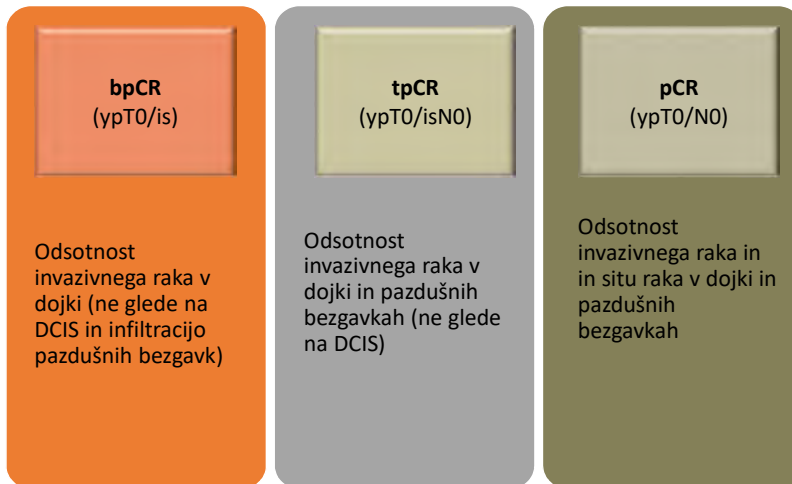 bpCR
(ypT0/is)
Odsotnost
invazivnega raka v
dojki (ne glede na
DCIS in infiltracijo
pazdušnih bezgavk)
tpCR
(ypT0/isN0)
Odsotnost
invazivnega raka v
dojki in pazdušnih
bezgavkah (ne glede
na DCIS)
pCR
(ypT0/N0)
Odsotnost
invazivnega raka in
in situ raka v dojki in
pazdušnih
bezgavkah